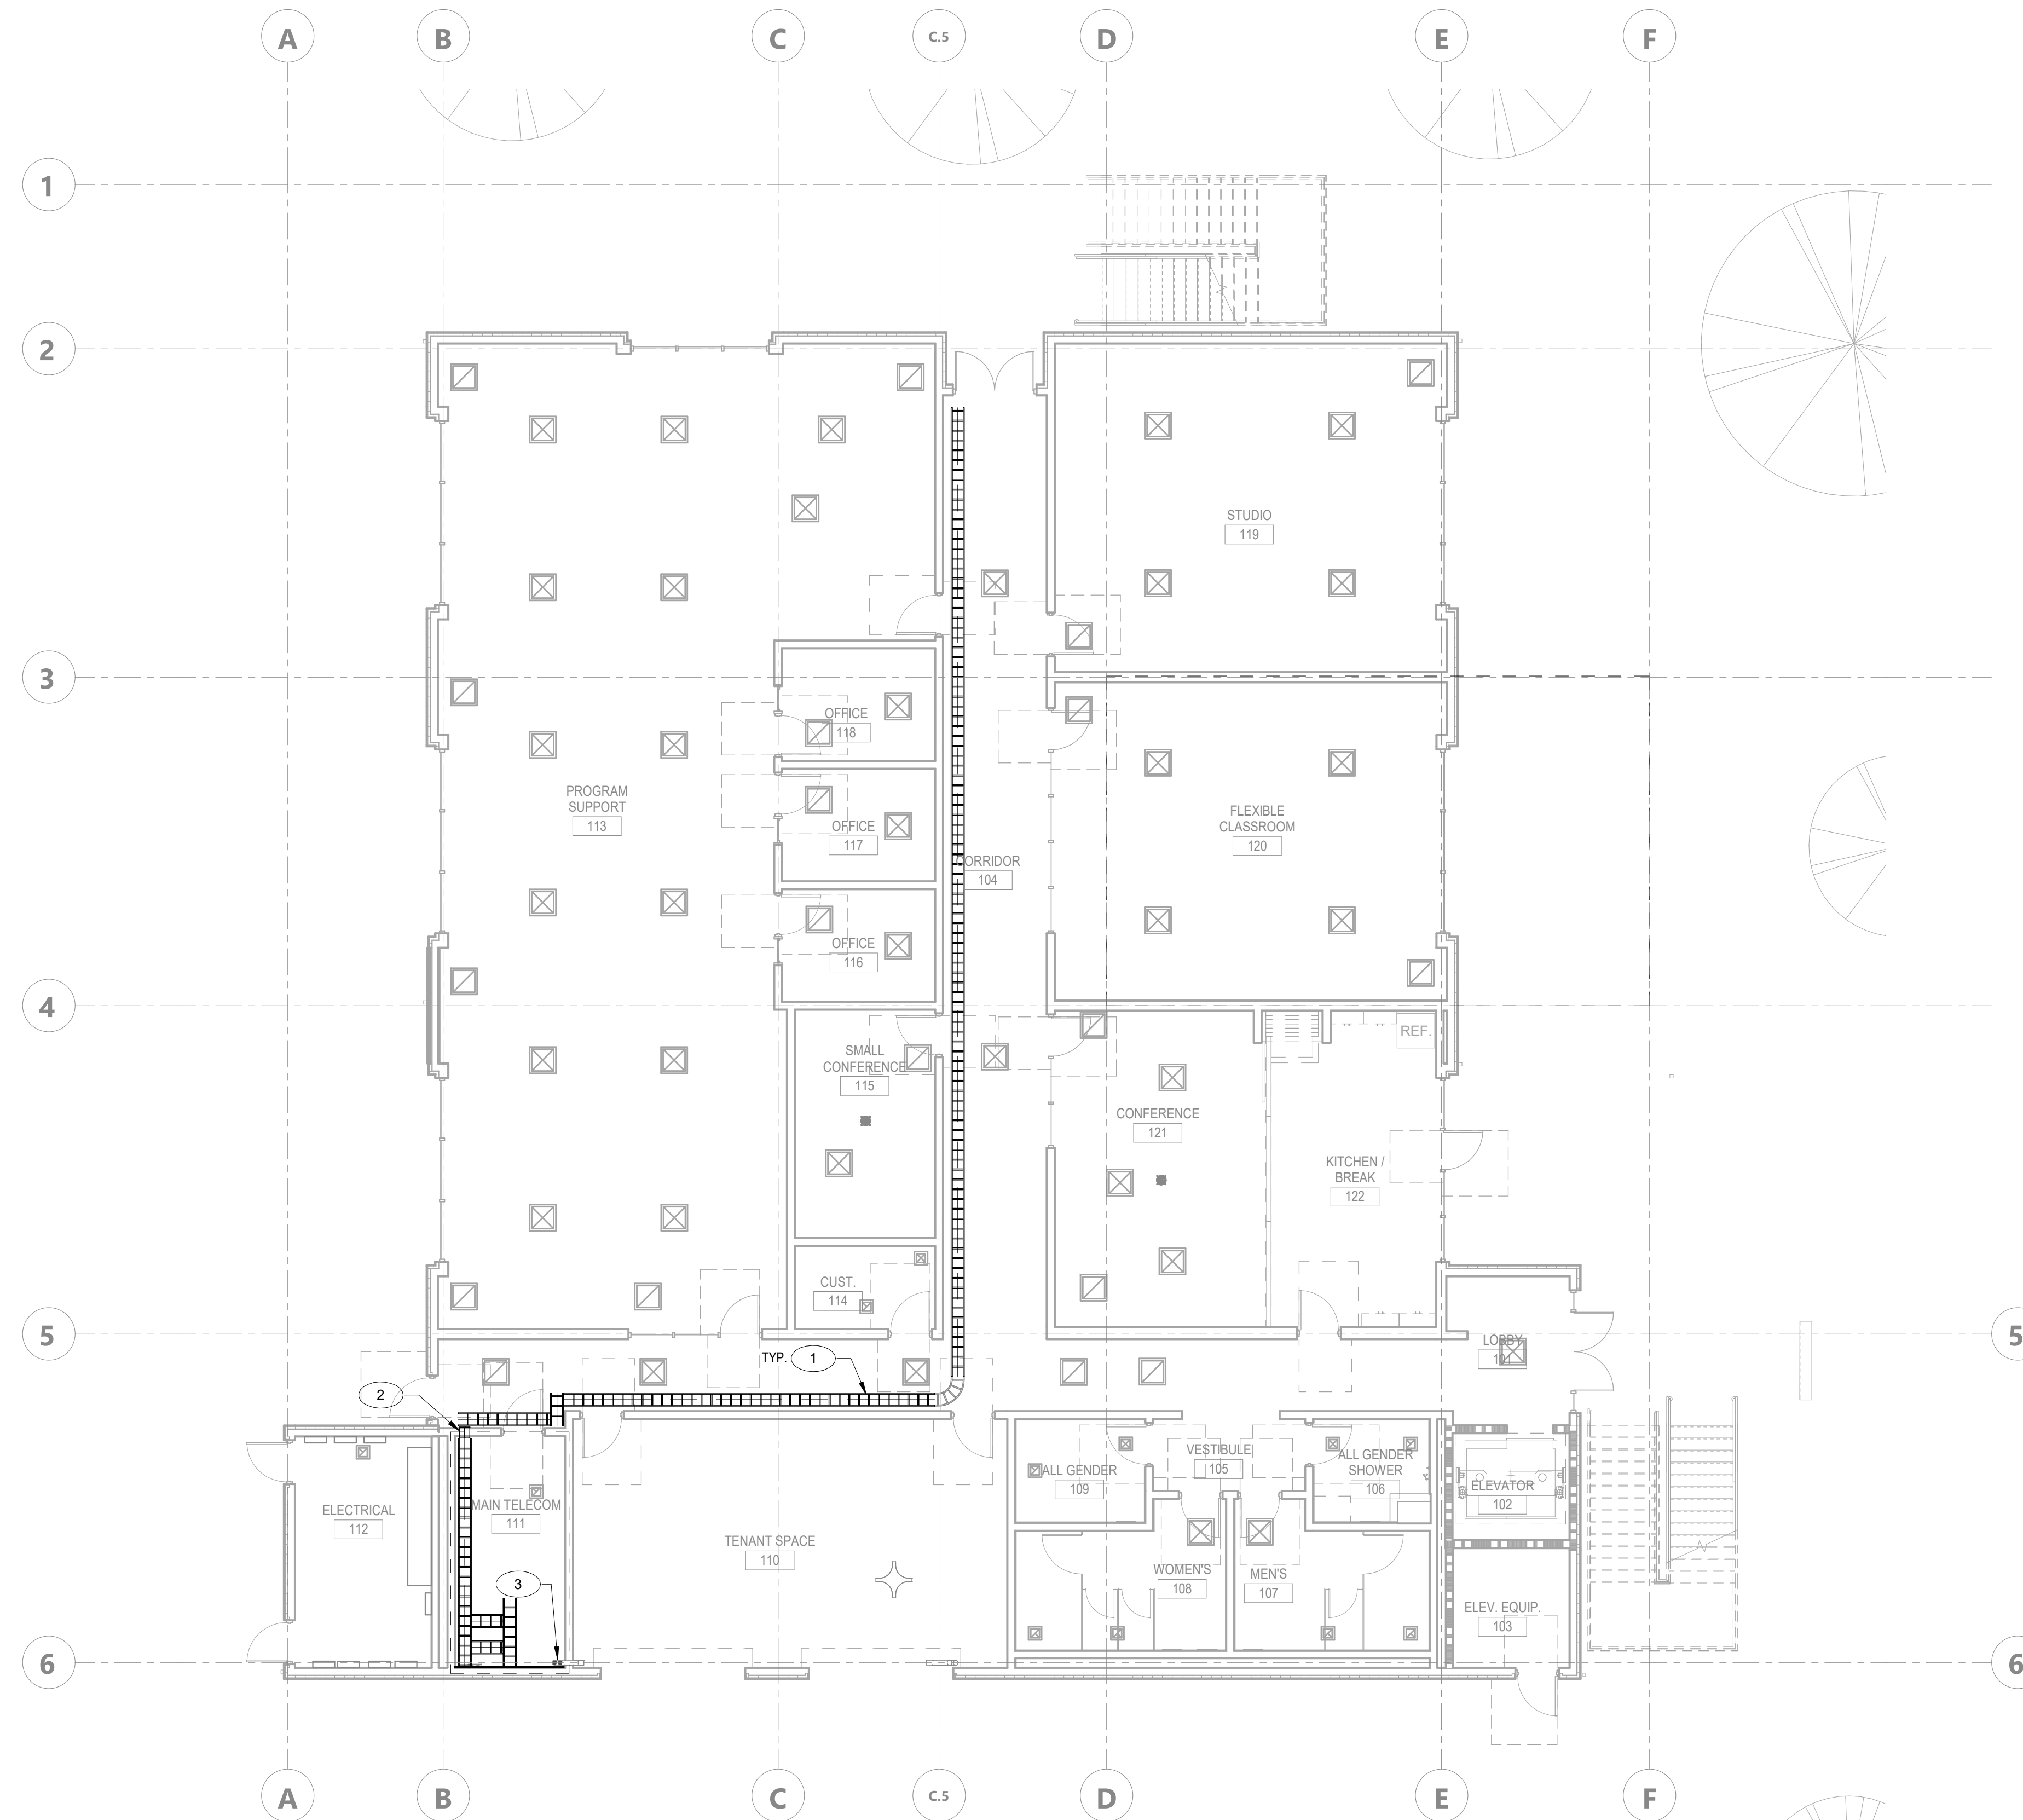 A
B
C
C.5
D
E
F
1
2
STUDIO
119
3
OFFICE
118
PROGRAM
SUPPORT
113
OFFICE
117
FLEXIBLE
CLASSROOM
120
CORRIDOR
104
OFFICE
116
4
REF.
SMALL
CONFERENCE
115
CONFERENCE
121
KITCHEN /
BREAK
122
CUST.
114
5
LOBBY
101
5
TYP.
1
2
ELECTRICAL
112
MAIN TELECOM
111
TENANT SPACE
110
ALL GENDER
109
VESTIBULE
105
ALL GENDER
SHOWER
106
ELEVATOR
102
3
WOMEN'S
108
MEN'S
107
ELEV. EQUIP.
103
6
6
A
B
C
C.5
D
E
F